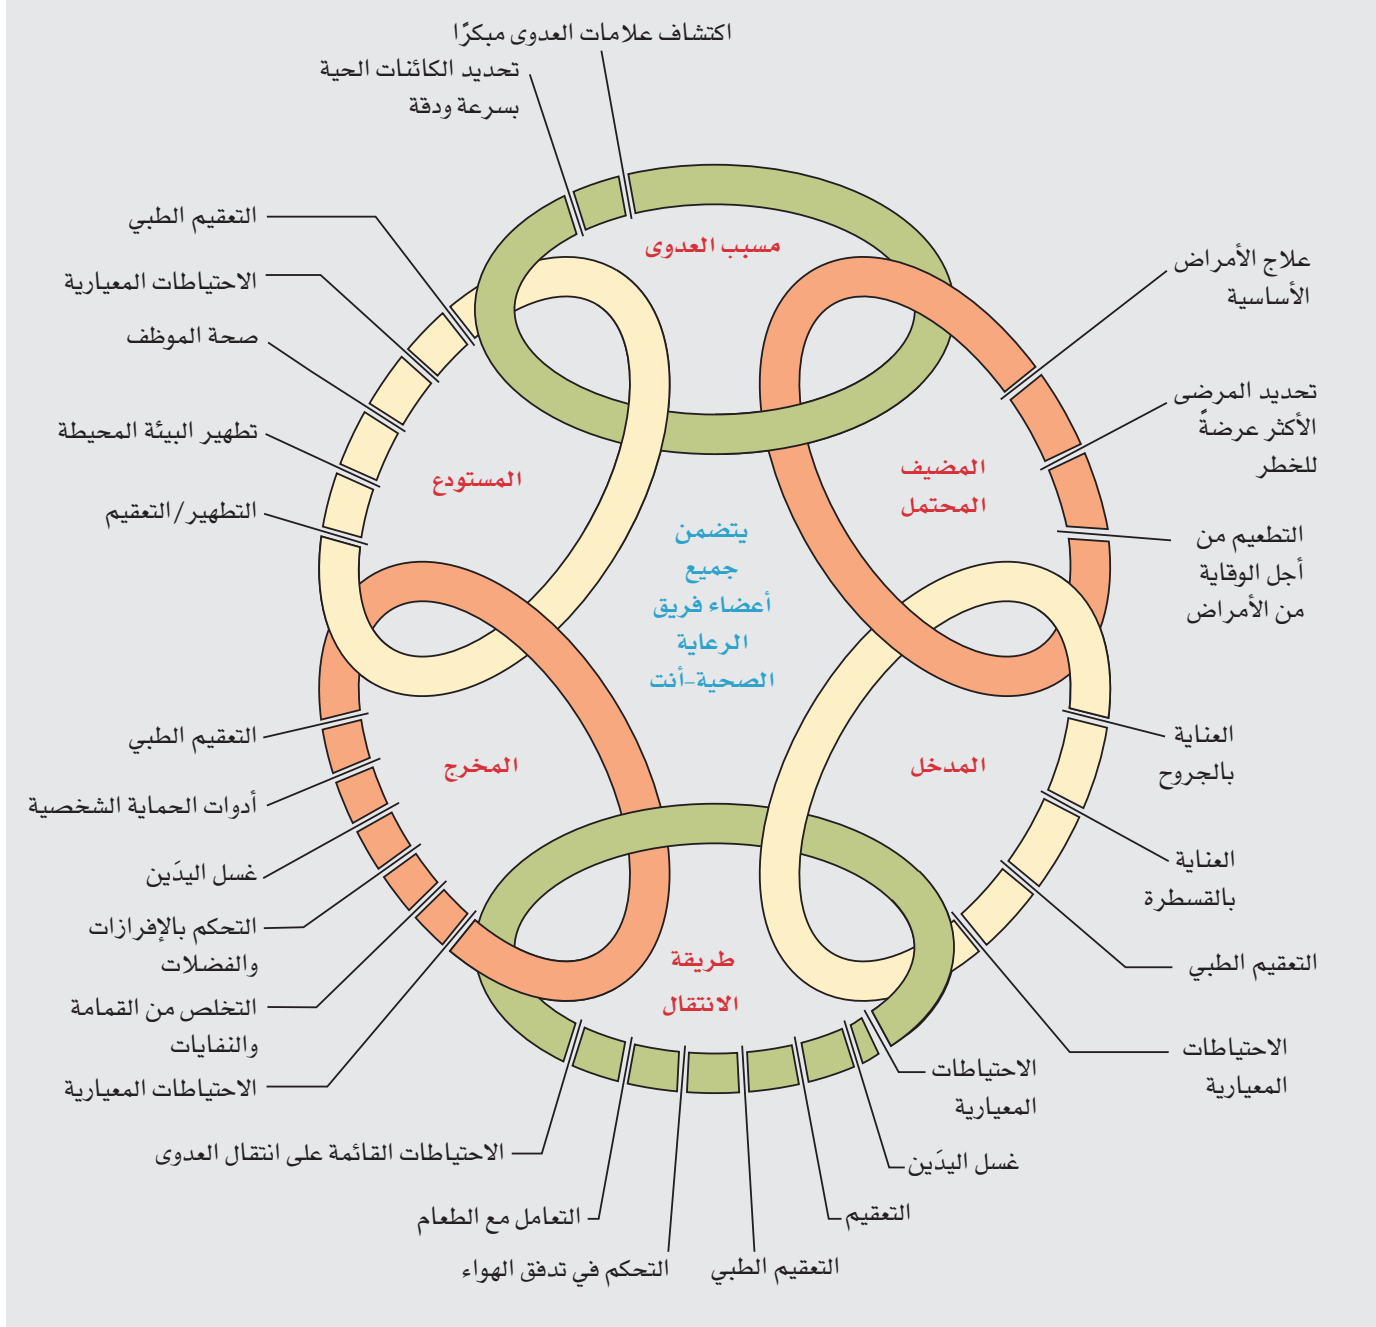 اكتشاف علامات العدوى مبكرًا
تحديد الكائنات الحية
بسرعة ودقة
مسبب العدوى
علاج الأمراض
الأساسية
تحديد المرضى
الأكثر عرضةً
للخطر
التطعيم من
أجل الوقاية
من الأمراض
المضيف
المحتمل
العناية
بالجروح
العناية
بالقسطرة
التعقيم الطبي
الاحتياطات
المعيارية
المدخل
الاحتياطات
المعيارية
غسل اليدَين
التعقيم
التعقيم الطبي
التحكم في تدفق الهواء
التعامل مع الطعام
الاحتياطات القائمة على انتقال العدوى
طريقة
الانتقال
التعقيم الطبي
أدوات الحماية الشخصية
غسل اليدَين
التحكم بالإفرازات
والفضلات
التخلص من القمامة
والنفايات
الاحتياطات المعيارية
المخرج
التعقيم الطبي
الاحتياطات المعيارية
صحة الموظف
تطهير البيئة المحيطة
التطهير/التعقيم
المستودع
يتضمن
جميع
أعضاء فريق
الرعاية
الصحية-أنت